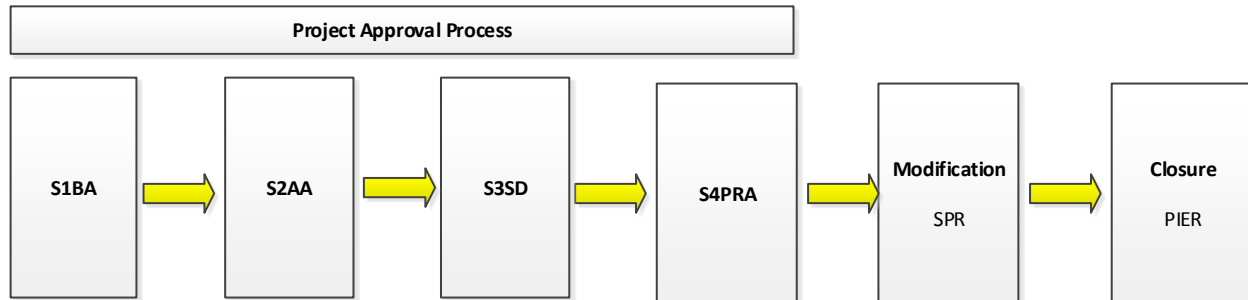 Project Approval Process
S1BA
S2AA
S3SD
S4PRA
Modification
SPR
Closure
PIER